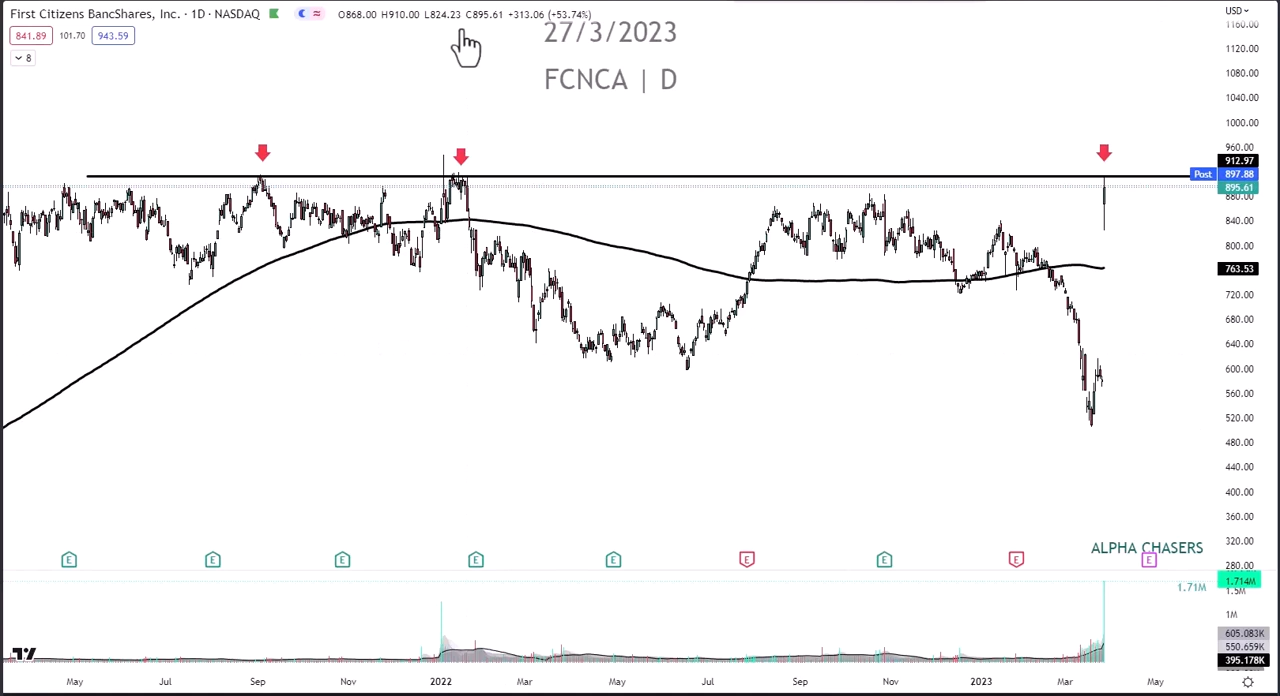 First Citizens BancShares, Inc. · 1D · NASDAQ O868.00 H910.00 L824.23 C895.61 +313.06 (+53.74%)
USD
841.89 101.70 943.59
8
27/3/2023
FCNCA | D
1160.00
1120.00
1080.00
1040.00
1000.00
960.00
912.97
Post 897.88
895.61
880.00
840.00
800.00
763.53
720.00
680.00
640.00
600.00
560.00
520.00
480.00
440.00
400.00
360.00
320.00
280.00
ALPHA CHASERS
E E E E E E E E E
1.714M
1.71M
1.5M
1M
605.083K
550.659K
395.178K
May Jul Sep Nov 2022 Mar May Jul Sep Nov 2023 Mar May